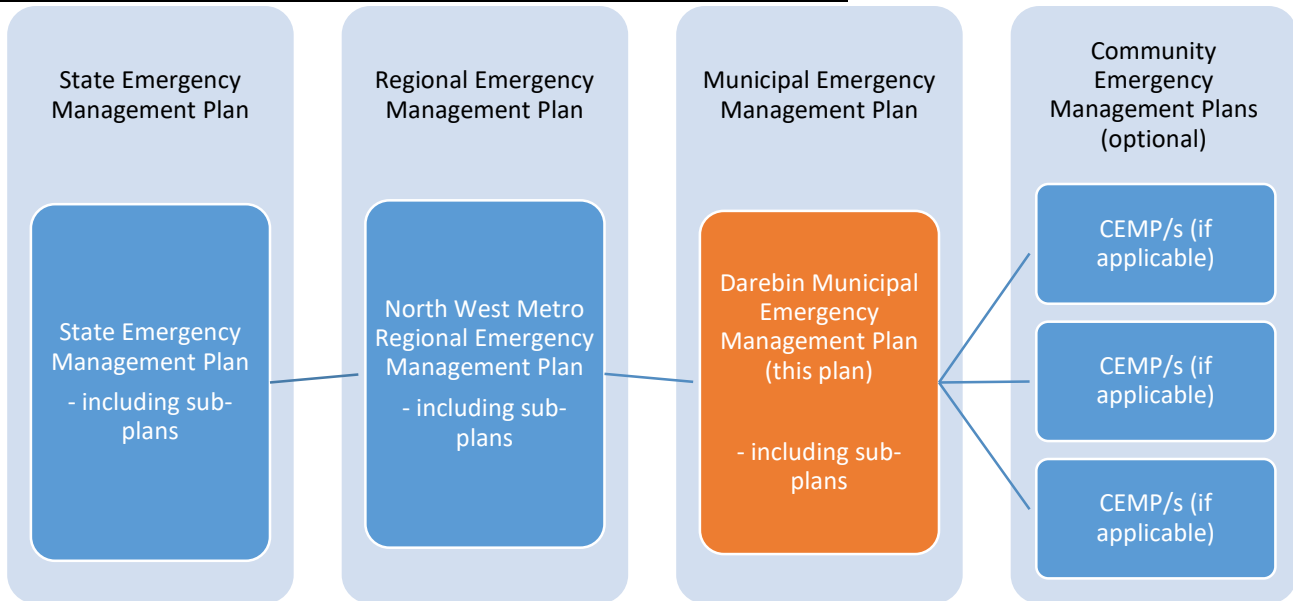 State Emergency
Management Plan
State Emergency
Management Plan
- including sub-
plans
Regional Emergency
Management Plan
North West Metro
Regional Emergency
Management Plan
- including sub-
plans
Municipal Emergency
Management Plan
Darebin Municipal
Emergency
Management Plan
(this plan)
- including sub-
plans
Community
Emergency
Management Plans
(optional)
CEMP/s (if
applicable)
CEMP/s (if
applicable)
CEMP/s (if
applicable)